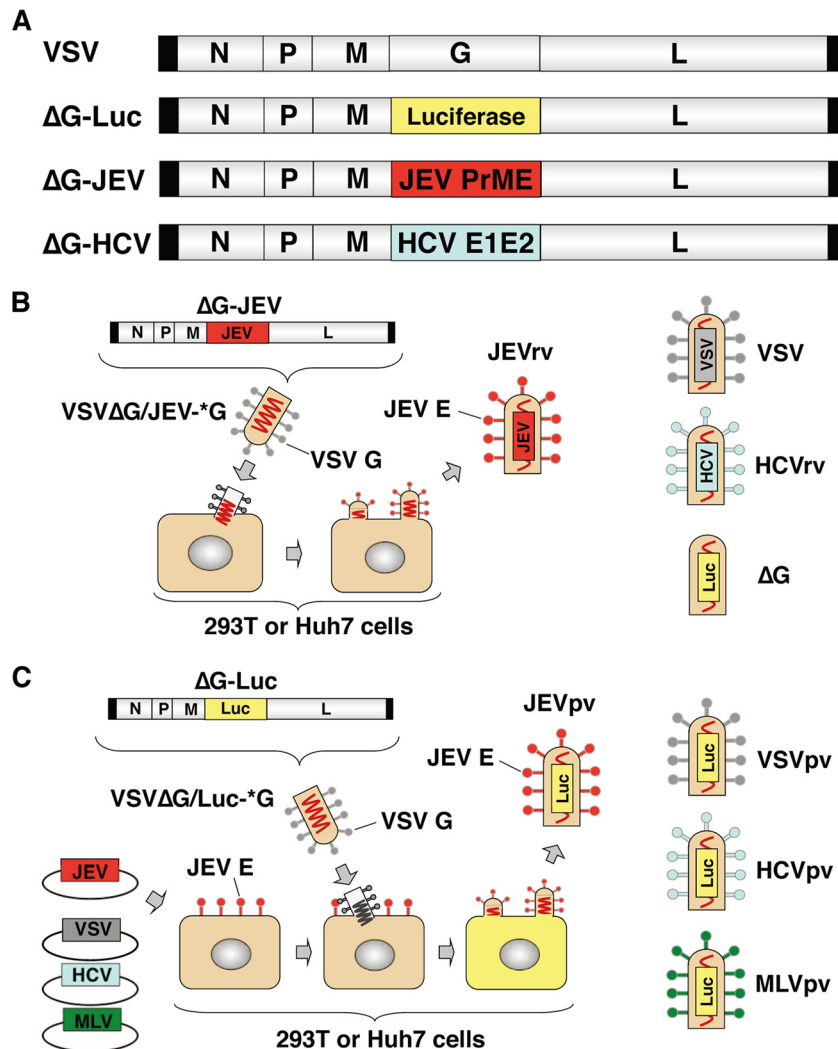 A
VSV N P M G L
ΔG-Luc N P M Luciferase L
ΔG-JEV N P M JEV PrME L
ΔG-HCV N P M HCV E1E2 L
B
ΔG-JEV
N P M JEV L
VSVΔG/JEV-*G
VSV G
JEVrv
JEV E
JEV
293T or Huh7 cells
VSV VSV
HCV HCVrv
Luc ΔG
C
ΔG-Luc
N P M Luc L
VSVΔG/Luc-*G
VSV G
JEVpv
JEV E
Luc
JEV
JEV E
VSV
HCV
MLV
293T or Huh7 cells
Luc VSVpv
Luc HCVpv
Luc MLVpv